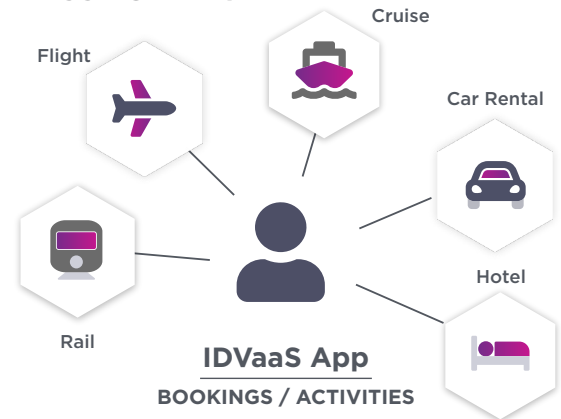 Cruise
Flight
Car Rental
Hotel
Rail
IDVaaS App
BOOKINGS / ACTIVITIES